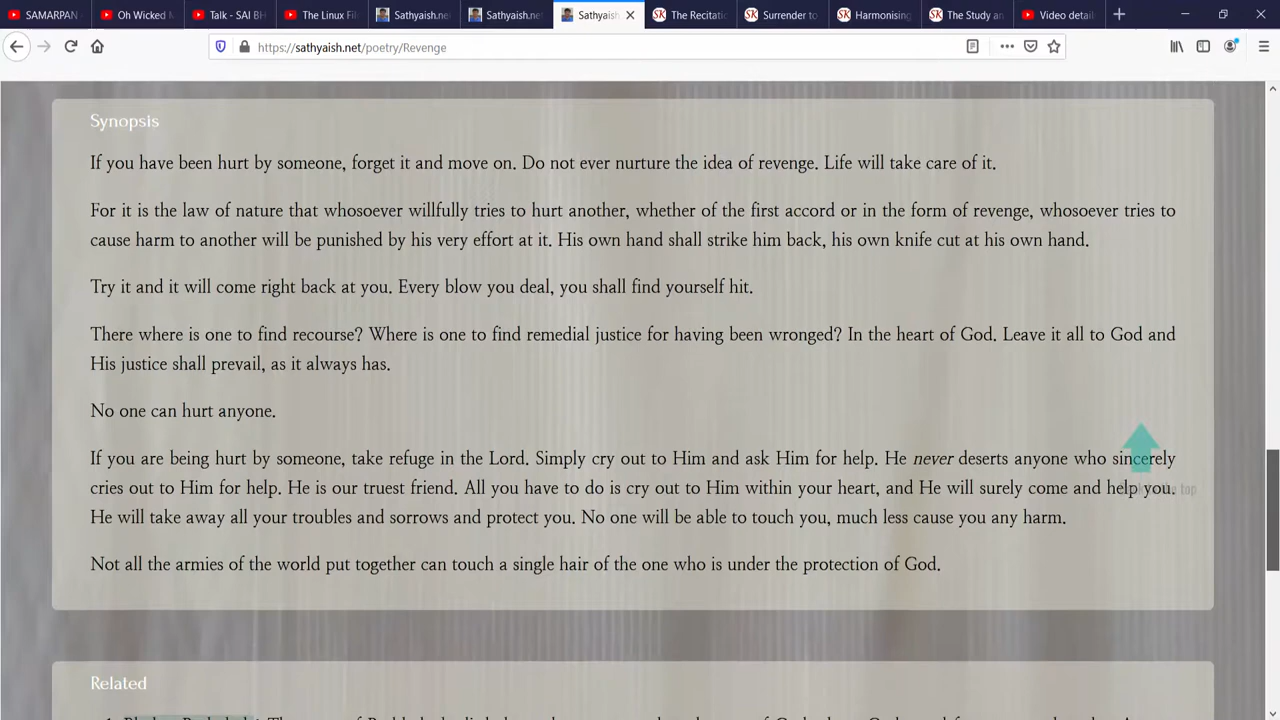 SAMARPAN
Oh Wicked M
Talk - SAI BH
The Linux Fil
Sathyaish.ne
Sathyaish.ne
Sathyaish
The Recitatio
Surrender to
Harmonising
The Study an
Video detail
https://sathyaish.net/poetry/Revenge
Synopsis
If you have been hurt by someone, forget it and move on. Do not ever nurture the idea of revenge. Life will take care of it.
For it is the law of nature that whosoever willfully tries to hurt another, whether of the first accord or in the form of revenge, whosoever tries to
cause harm to another will be punished by his very effort at it. His own hand shall strike him back, his own knife cut at his own hand.
Try it and it will come right back at you. Every blow you deal, you shall find yourself hit.
There where is one to find recourse? Where is one to find remedial justice for having been wronged? In the heart of God. Leave it all to God and
His justice shall prevail, as it always has.
No one can hurt anyone.
If you are being hurt by someone, take refuge in the Lord. Simply cry out to Him and ask Him for help. He never deserts anyone who sincerely
cries out to Him for help. He is our truest friend. All you have to do is cry out to Him within your heart, and He will surely come and help you.
to the top
He will take away all your troubles and sorrows and protect you. No one will be able to touch you, much less cause you any harm.
Not all the armies of the world put together can touch a single hair of the one who is under the protection of God.
Related